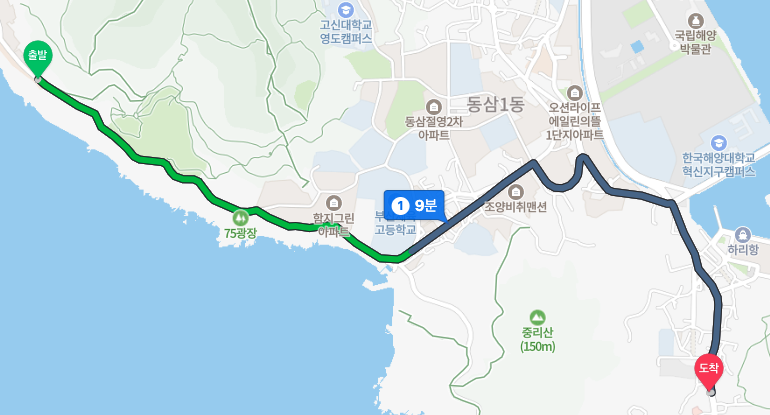 고신대학교
영도캠퍼스
국립해양
박물관
출발
동삼1동
동삼절영2차
아파트
오션라이프
에일린의뜰
1단지아파트
한국해양대학교
혁신지구캠퍼스
함지그린
아파트
75광장
1 9분
고등학교
조양비취맨션
하리항
중리산
(150m)
도착